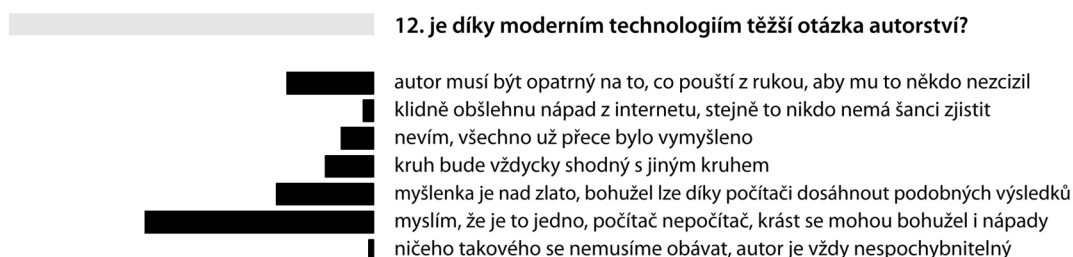 12. je díky moderním technologiím těžší otázka autorství?
autor musí být opatrný na to, co pouští z rukou, aby mu to někdo nezcizil
klidně obšlehnu nápad z internetu, stejně to nikdo nemá šanci zjistit
nevím, všechno už přece bylo vymyšleno
kruh bude vždycky shodný s jiným kruhem
myšlenka je nad zlato, bohužel lze díky počítači dosáhnout podobných výsledků
myslím, že je to jedno, počítač nepočítač, krást se mohou bohužel i nápady
ničeho takového se nemusíme obávat, autor je vždy nespochybnitelný